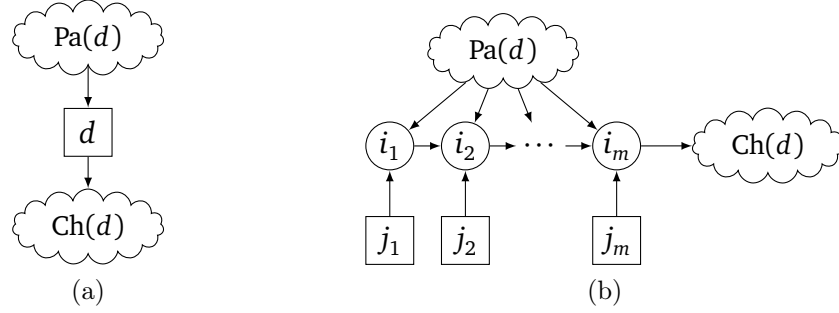 Pa(d)
d
Ch(d)
(a)
Pa(d)
i₁ i₂ ··· iₘ Ch(d)
j₁ j₂ jₘ
(b)